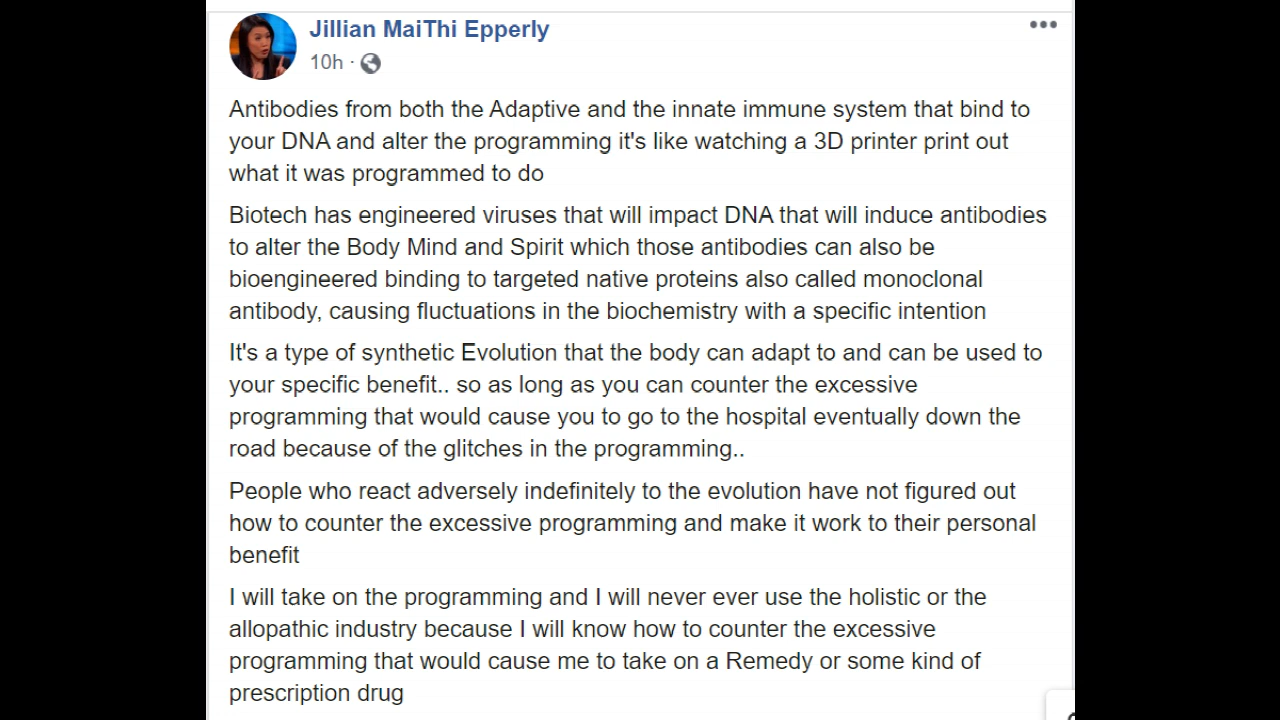 Jillian MaiThi Epperly
10h ·
Antibodies from both the Adaptive and the innate immune system that bind to
your DNA and alter the programming it's like watching a 3D printer print out
what it was programmed to do
Biotech has engineered viruses that will impact DNA that will induce antibodies
to alter the Body Mind and Spirit which those antibodies can also be
bioengineered binding to targeted native proteins also called monoclonal
antibody, causing fluctuations in the biochemistry with a specific intention
It's a type of synthetic Evolution that the body can adapt to and can be used to
your specific benefit.. so as long as you can counter the excessive
programming that would cause you to go to the hospital eventually down the
road because of the glitches in the programming..
People who react adversely indefinitely to the evolution have not figured out
how to counter the excessive programming and make it work to their personal
benefit
I will take on the programming and I will never ever use the holistic or the
allopathic industry because I will know how to counter the excessive
programming that would cause me to take on a Remedy or some kind of
prescription drug